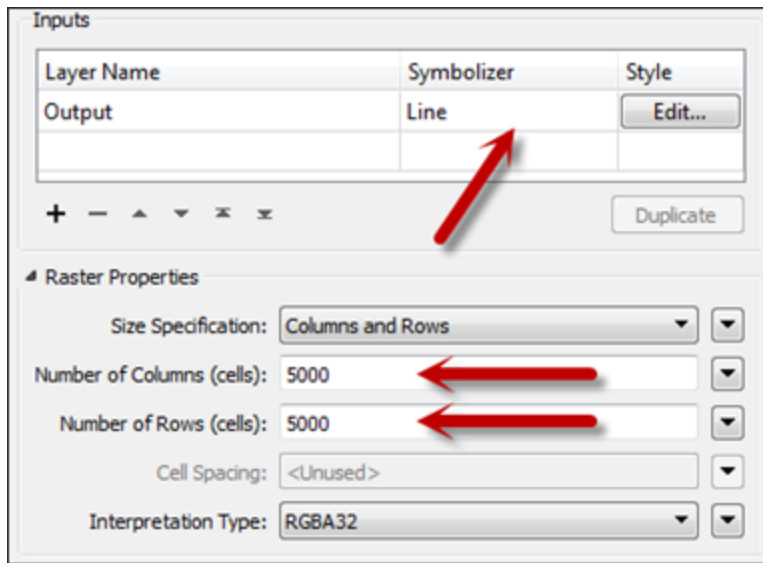 Inputs
Layer Name Symbolizer Style
Output Line Edit...
Duplicate
Raster Properties
Size Specification: Columns and Rows
Number of Columns (cells): 5000
Number of Rows (cells): 5000
Cell Spacing: <Unused>
Interpretation Type: RGBA32